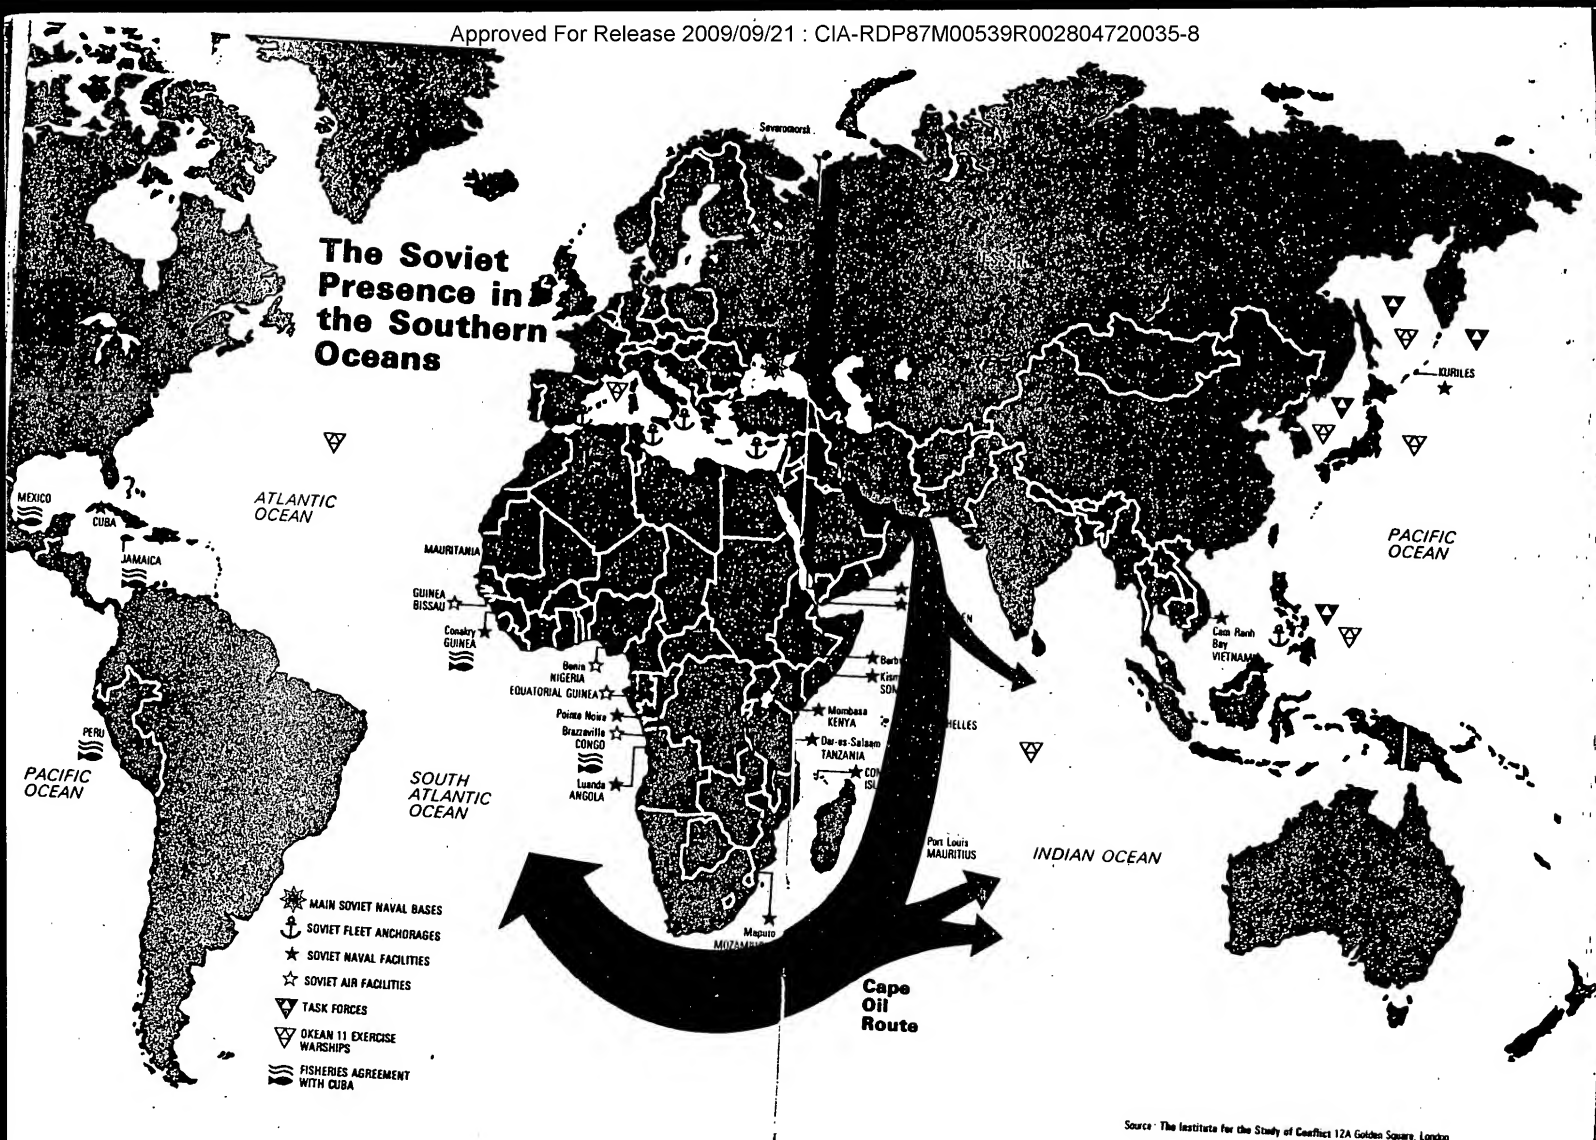 Approved For Release 2009/09/21 : CIA-RDP87M00539R002804720035-8
Severomorsk
The Soviet
Presence in
the Southern
Oceans
KURILES
MEXICO
CUBA
JAMAICA
ATLANTIC
OCEAN
PACIFIC
OCEAN
MAURITANIA
GUINEA
BISSAU
Conakry
GUINEA
Benin
NIGERIA
EQUATORIAL GUINEA
Pointe Noire
Brazzaville
CONGO
Luanda
ANGOLA
Mombasa
KENYA
Dar-es-Salaam
TANZANIA
Cam Ranh
Bay
VIETNAM
PERU
PACIFIC
OCEAN
SOUTH
ATLANTIC
OCEAN
Port Louis
MAURITIUS
INDIAN OCEAN
Maputo
Cape
Oil
Route
MAIN SOVIET NAVAL BASES
SOVIET FLEET ANCHORAGES
SOVIET NAVAL FACILITIES
SOVIET AIR FACILITIES
TASK FORCES
OKEAN 11 EXERCISE
WARSHIPS
FISHERIES AGREEMENT
WITH CUBA
Source: The Institute for the Study of Conflict 12A Golden Square, London